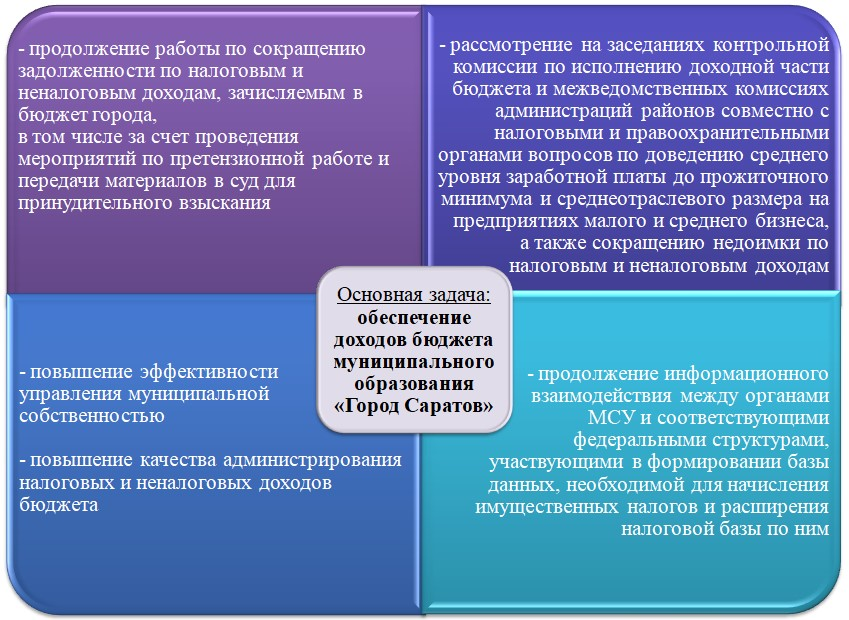 - продолжение работы по сокращению
задолженности по налоговым и
неналоговым доходам, зачисляемым в
бюджет города,
в том числе за счет проведения
мероприятий по претензионной работе и
передачи материалов в суд для
принудительного взыскания
- рассмотрение на заседаниях контрольной
комиссии по исполнению доходной части
бюджета и межведомственных комиссиях
администраций районов совместно с
налоговыми и правоохранительными
органами вопросов по доведению среднего
уровня заработной платы до прожиточного
минимума и среднеотраслевого размера на
предприятиях малого и среднего бизнеса,
а также сокращению недоимки по
налоговым и неналоговым доходам
Основная задача:
обеспечение
доходов бюджета
муниципального
образования
«Город Саратов»
- повышение эффективности
управления муниципальной
собственностью
- повышение качества администрирования
налоговых и неналоговых доходов
бюджета
- продолжение информационного
взаимодействия между органами
МСУ и соответствующими
федеральными структурами,
участвующими в формировании базы
данных, необходимой для начисления
имущественных налогов и расширения
налоговой базы по ним